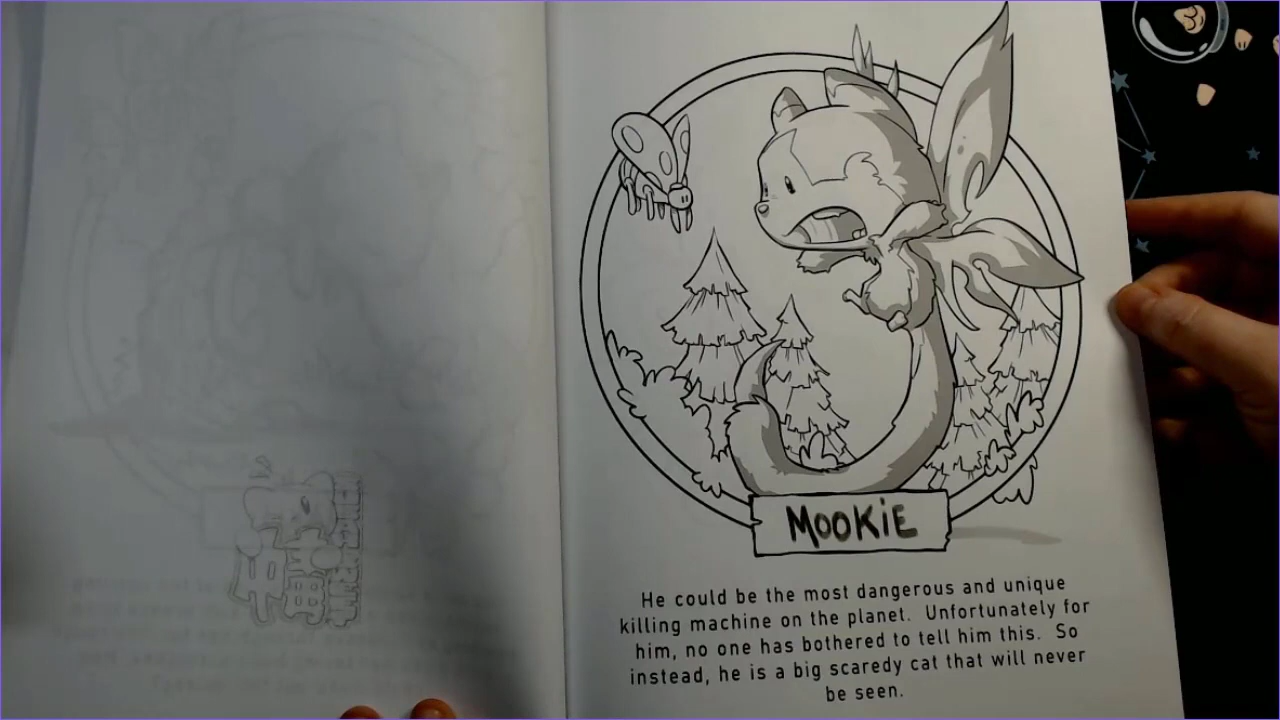 MOOKiE
He could be the most dangerous and unique
killing machine on the planet. Unfortunately for
him, no one has bothered to tell him this. So
instead, he is a big scaredy cat that will never
be seen.